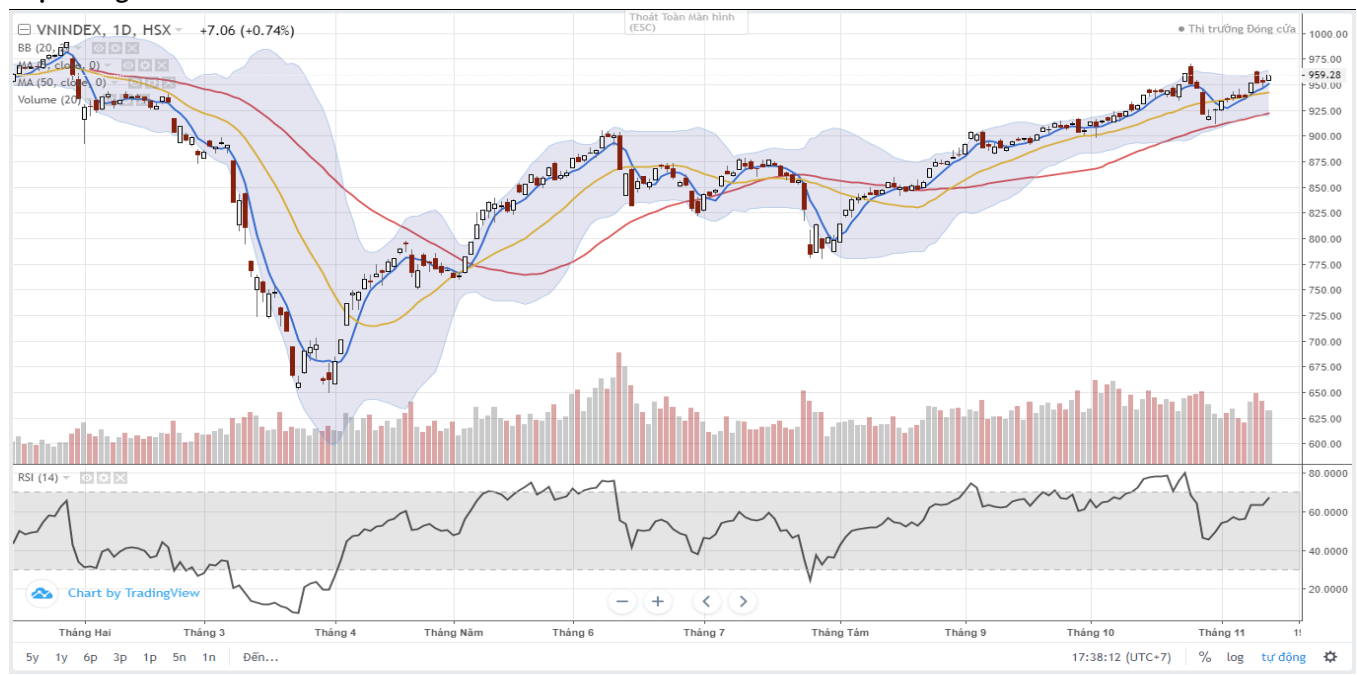 Thoát Toàn Màn hình
(ESC)
VNINDEX, 1D, HSX +7.06 (+0.74%)
Thị trường Đóng cửa
BB (20,
MA
close, 0)
MA (50, close, 0)
Volume (20)
1000.00
975.00
959.28
950.00
925.00
900.00
875.00
850.00
825.00
800.00
775.00
750.00
725.00
700.00
675.00
650.00
625.00
600.00
RSI (14)
80.0000
60.0000
40.0000
20.0000
Chart by TradingView
Tháng Hai Tháng 3 Tháng 4 Tháng Năm Tháng 6 Tháng 7 Tháng Tám Tháng 9 Tháng 10 Tháng 11
5y 1y 6p 3p 1p 5n 1n Đến... 17:38:12 (UTC+7) % log tự động